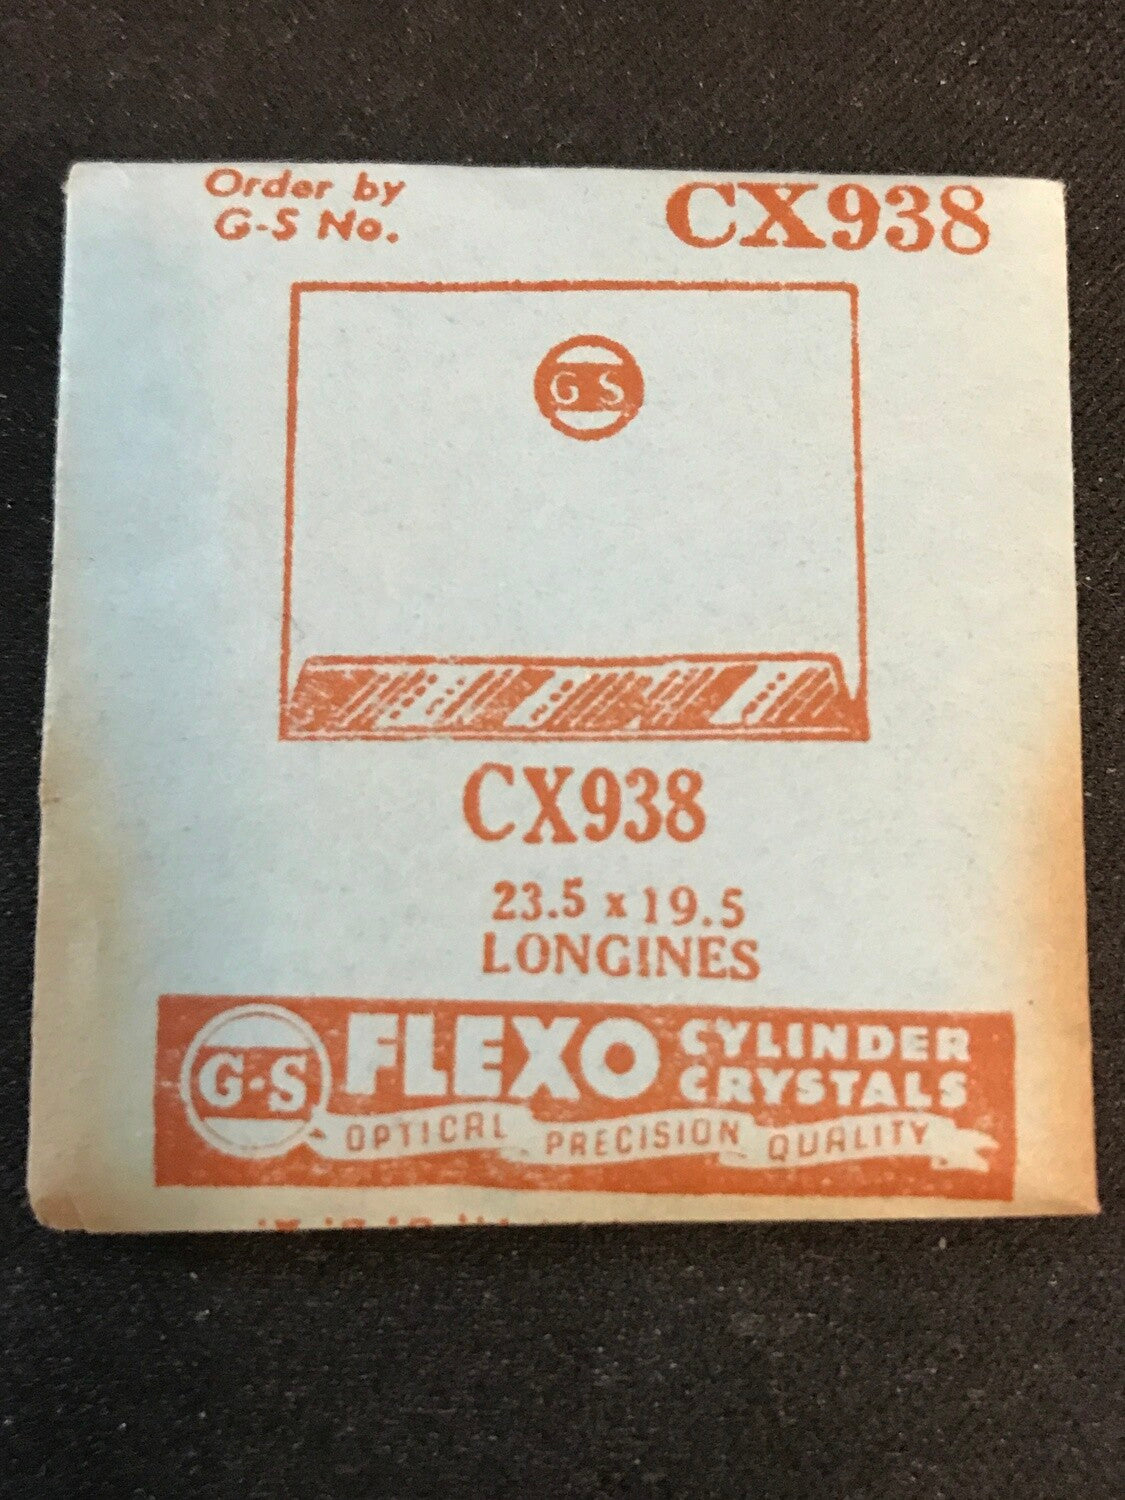 Order by
G-S No.
CX938
G S
CX938
23.5 x 19.5
LONGINES
G-S
FLEXO CYLINDER
CRYSTALS
OPTICAL PRECISION QUALITY